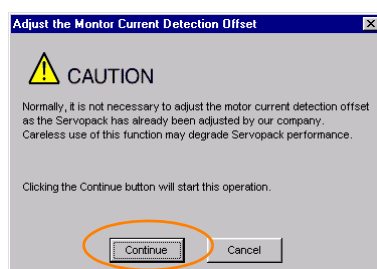 Adjust the Montor Current Detection Offset
CAUTION
Normally, it is not necessary to adjust the motor current detection offset
as the Servopack has already been adjusted by our company.
Careless use of this function may degrade Servopack performance.
Clicking the Continue button will start this operation.
Continue Cancel